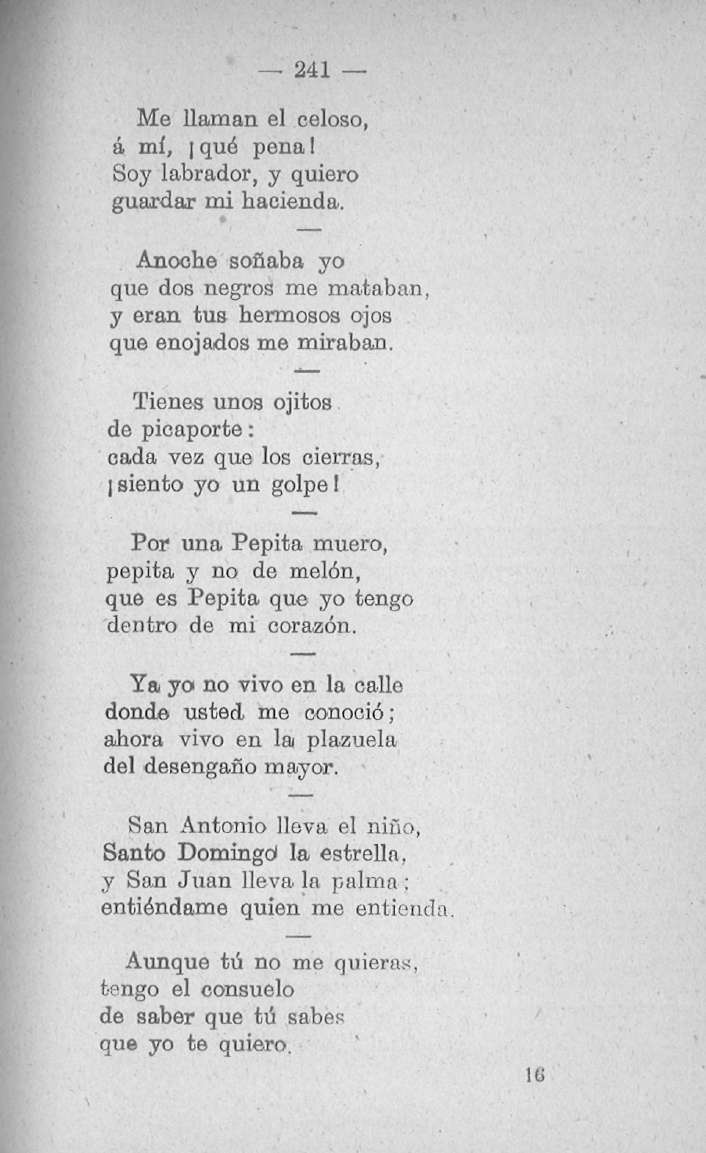 — 241 —
Me llaman el celoso,
á mí, ¡qué pena!
Soy labrador, y quiero
guardar mi hacienda.
Anoche soñaba yo
que dos negros me mataban,
y eran tus hermosos ojos
que enojados me miraban.
Tienes unos ojitos
de picaporte:
cada vez que los cierras,
¡siento yo un golpe!
Por una Pepita muero,
pepita y no de melón,
que es Pepita que yo tengo
dentro de mi corazón.
Ya yo no vivo en la calle
donde usted me conoció;
ahora vivo en la plazuela
del desengaño mayor.
San Antonio lleva el niño,
Santo Domingo la estrella,
y San Juan lleva la palma;
entiéndame quien me entienda.
Aunque tú no me quieras,
tengo el consuelo
de saber que tú sabes
que yo te quiero.
16